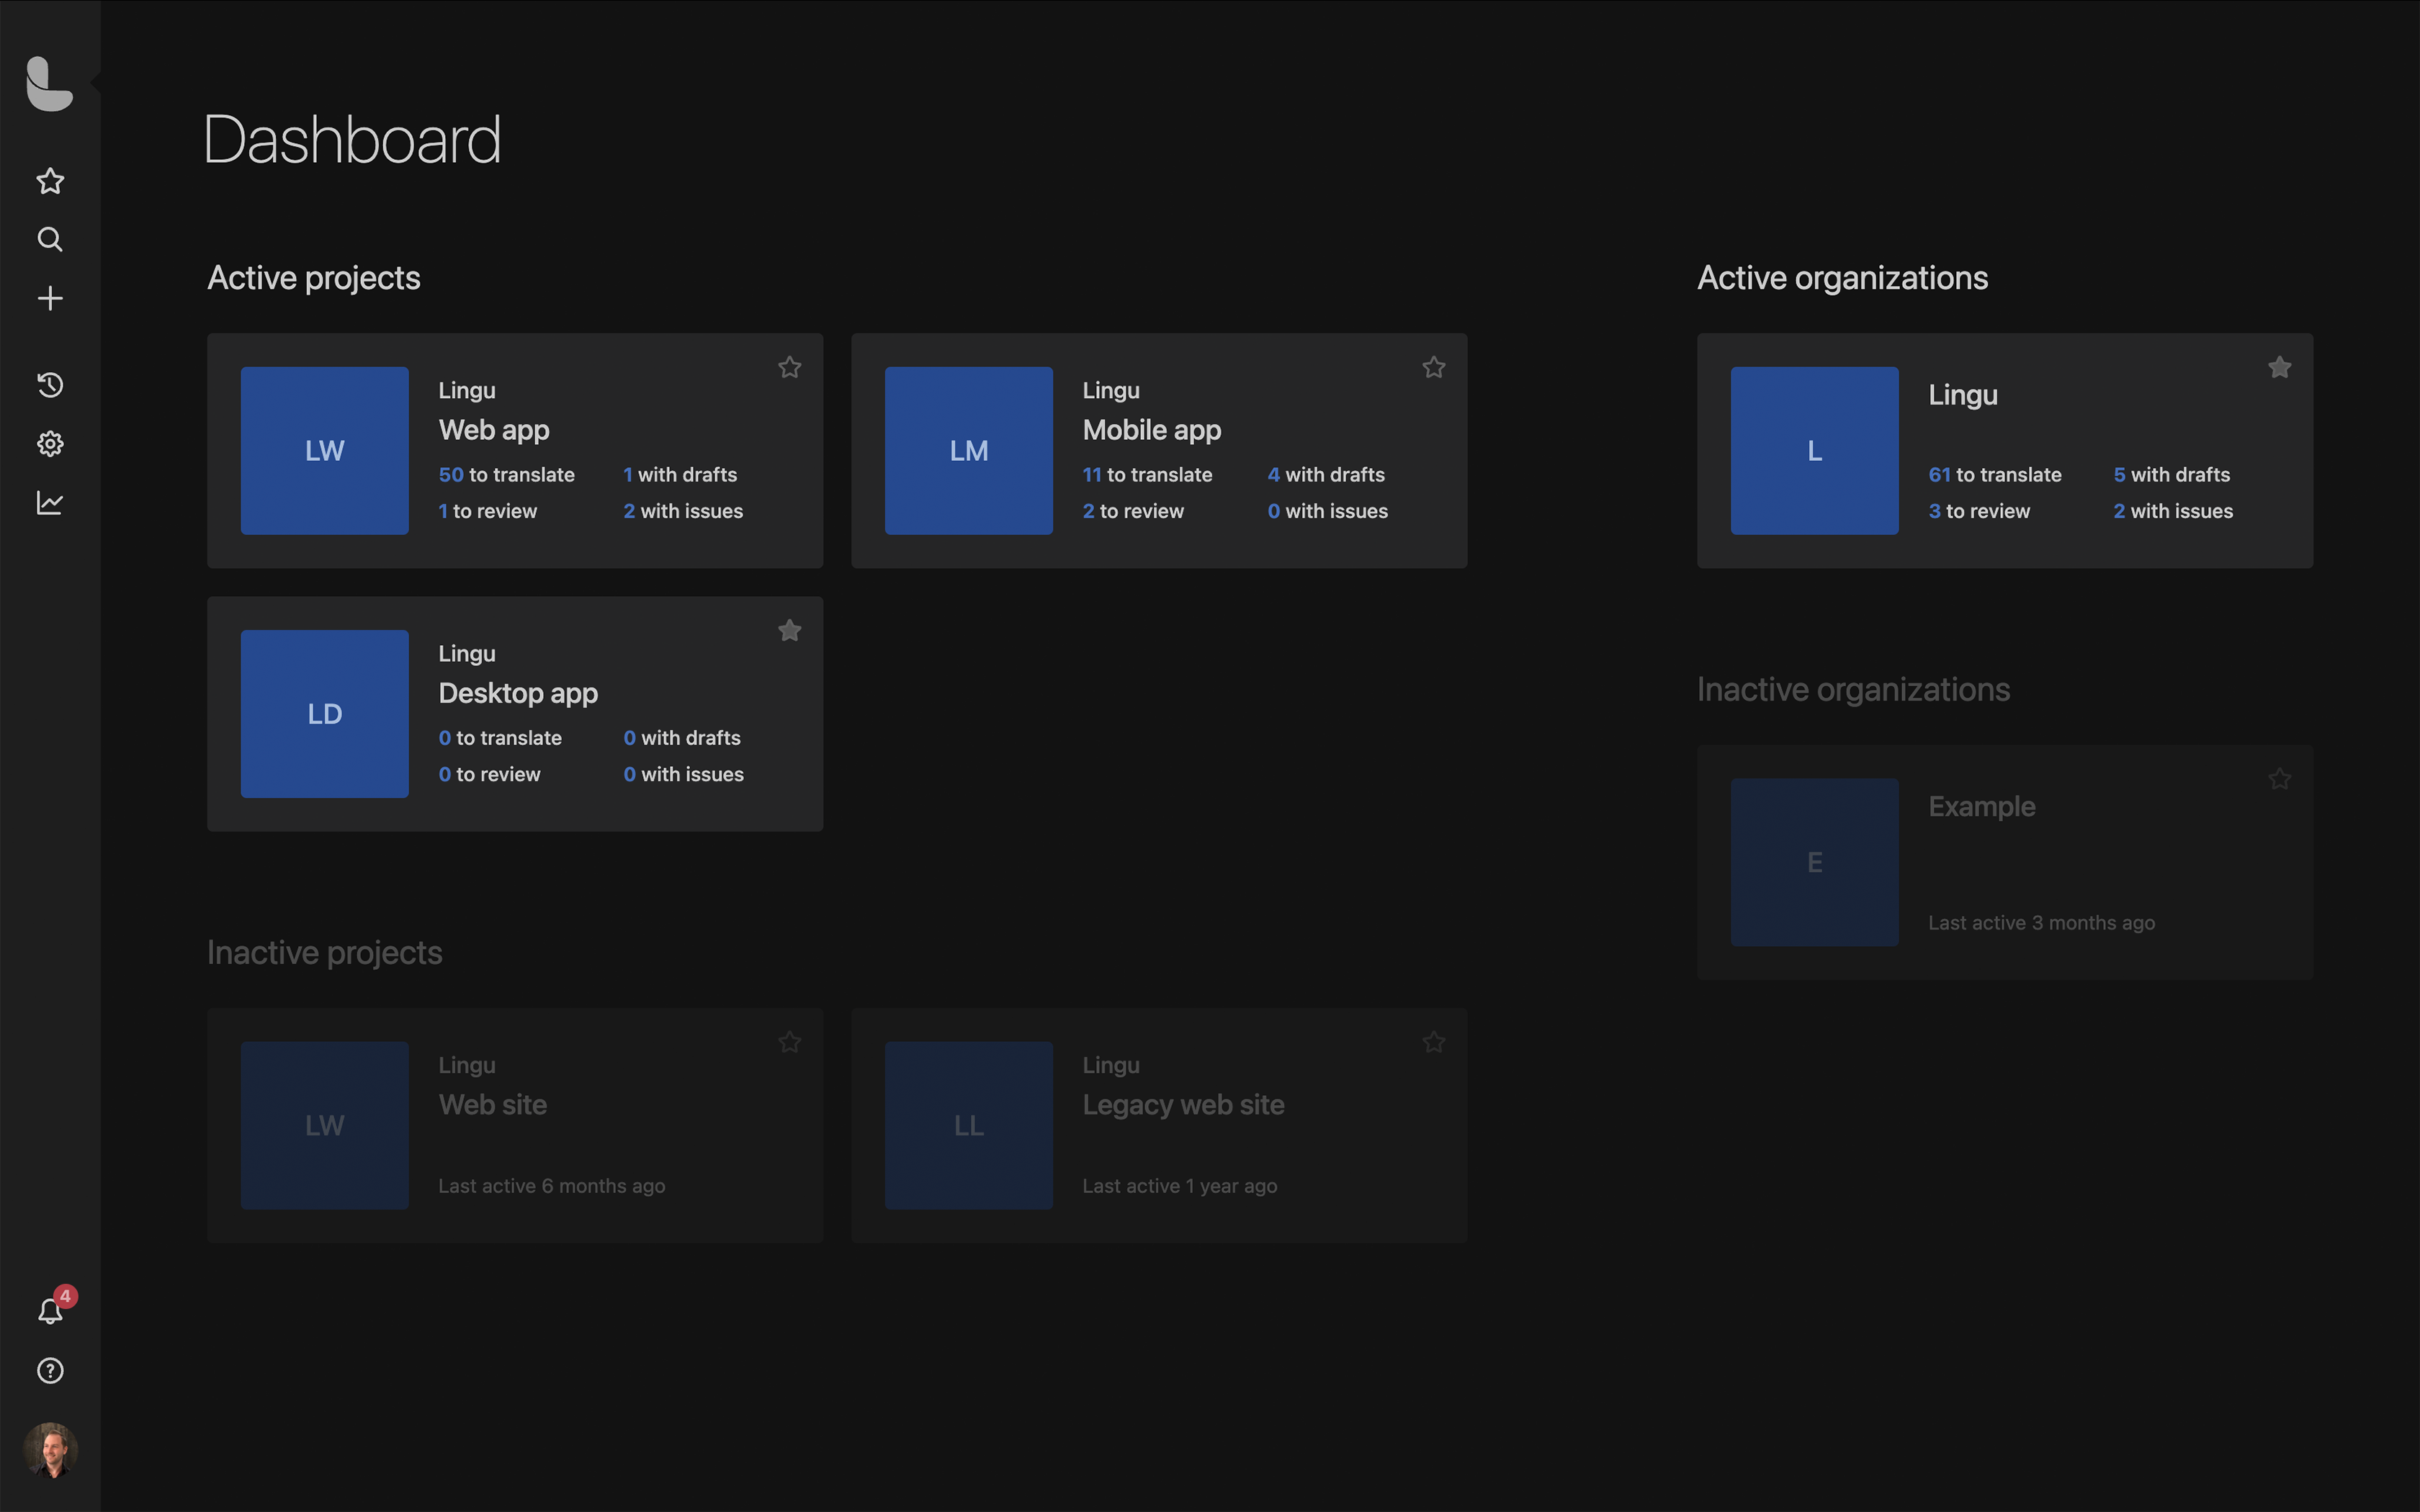 Dashboard
Active projects
LW
Lingu
Web app
50 to translate
1 with drafts
1 to review
2 with issues
LM
Lingu
Mobile app
11 to translate
4 with drafts
2 to review
0 with issues
LD
Lingu
Desktop app
0 to translate
0 with drafts
0 to review
0 with issues
Inactive projects
LW
Lingu
Web site
Last active 6 months ago
LL
Lingu
Legacy web site
Last active 1 year ago
Active organizations
L
Lingu
61 to translate
5 with drafts
3 to review
2 with issues
Inactive organizations
E
Example
Last active 3 months ago
4
?